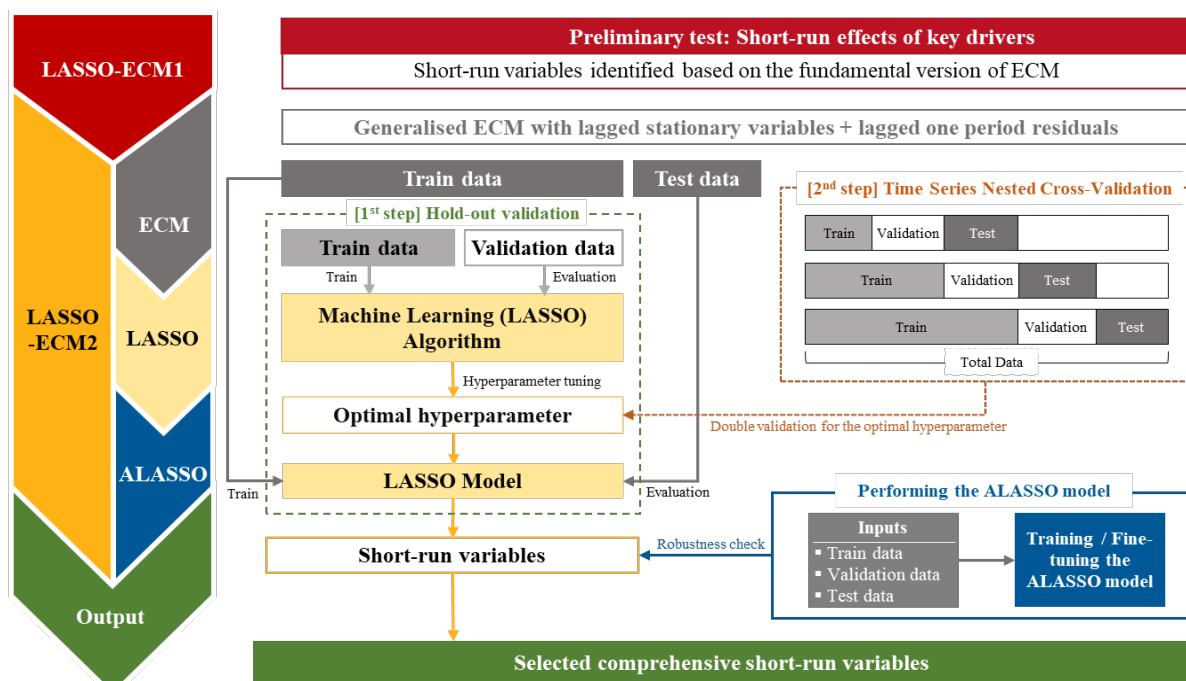 LASSO-ECM1
ECM
LASSO
-ECM2
LASSO
ALASSO
Output
Preliminary test: Short-run effects of key drivers
Short-run variables identified based on the fundamental version of ECM
Generalised ECM with lagged stationary variables + lagged one period residuals
Train data
Test data
[1st step] Hold-out validation
Train data
Validation data
Train
Evaluation
Machine Learning (LASSO)
Algorithm
Hyperparameter tuning
Optimal hyperparameter
LASSO Model
Train
Evaluation
[2nd step] Time Series Nested Cross-Validation
Train
Validation
Test
Train
Validation
Test
Train
Validation
Test
Total Data
Double validation for the optimal hyperparameter
Short-run variables
Robustness check
Performing the ALASSO model
Inputs
▪ Train data
▪ Validation data
▪ Test data
Training / Fine-
tuning the
ALASSO model
Selected comprehensive short-run variables